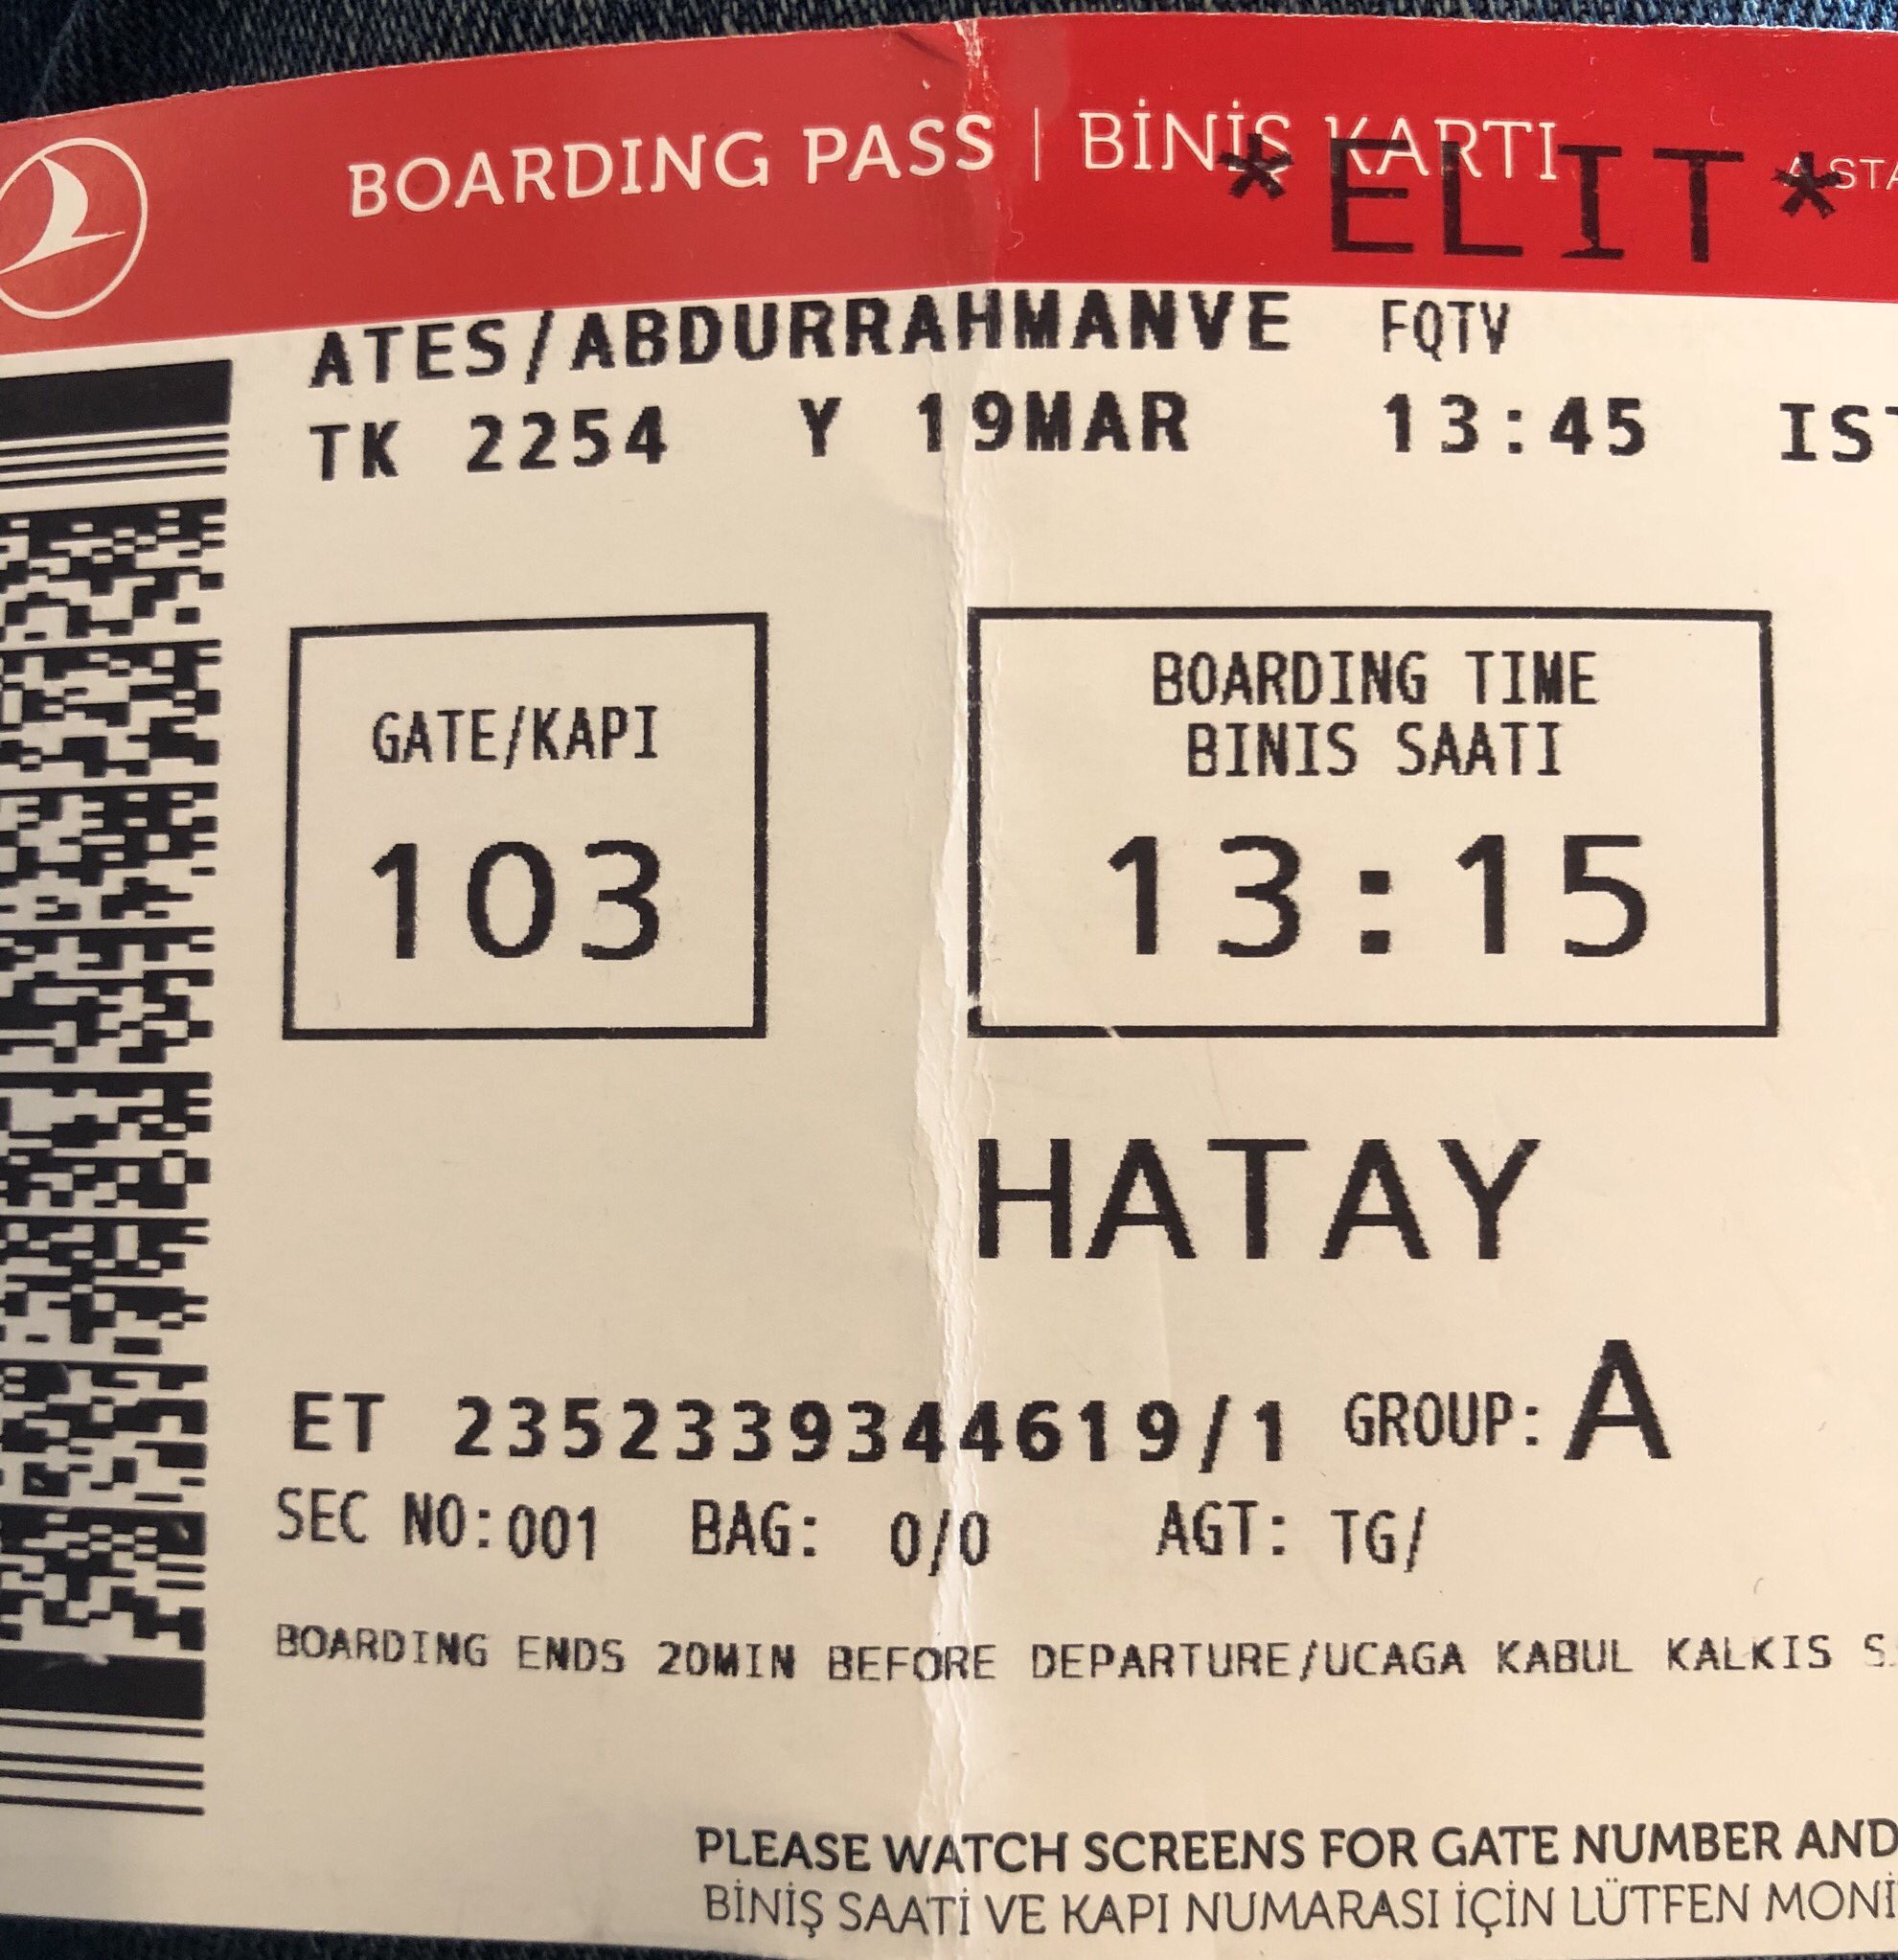 BOARDING PASS | BİNİŞ KARTI
*ELIT*
ATES/ABDURRAHMANVE FQTV
TK 2254 Y 19MAR 13:45 IST
GATE/KAPI
103
BOARDING TIME
BINIS SAATI
13:15
HATAY
ET 2352339344619/1 GROUP: A
SEC NO:001 BAG: 0/0 AGT: TG/
BOARDING ENDS 20MIN BEFORE DEPARTURE/UCAGA KABUL KALKIS
PLEASE WATCH SCREENS FOR GATE NUMBER AND
BİNİŞ SAATİ VE KAPI NUMARASI İÇİN LÜTFEN